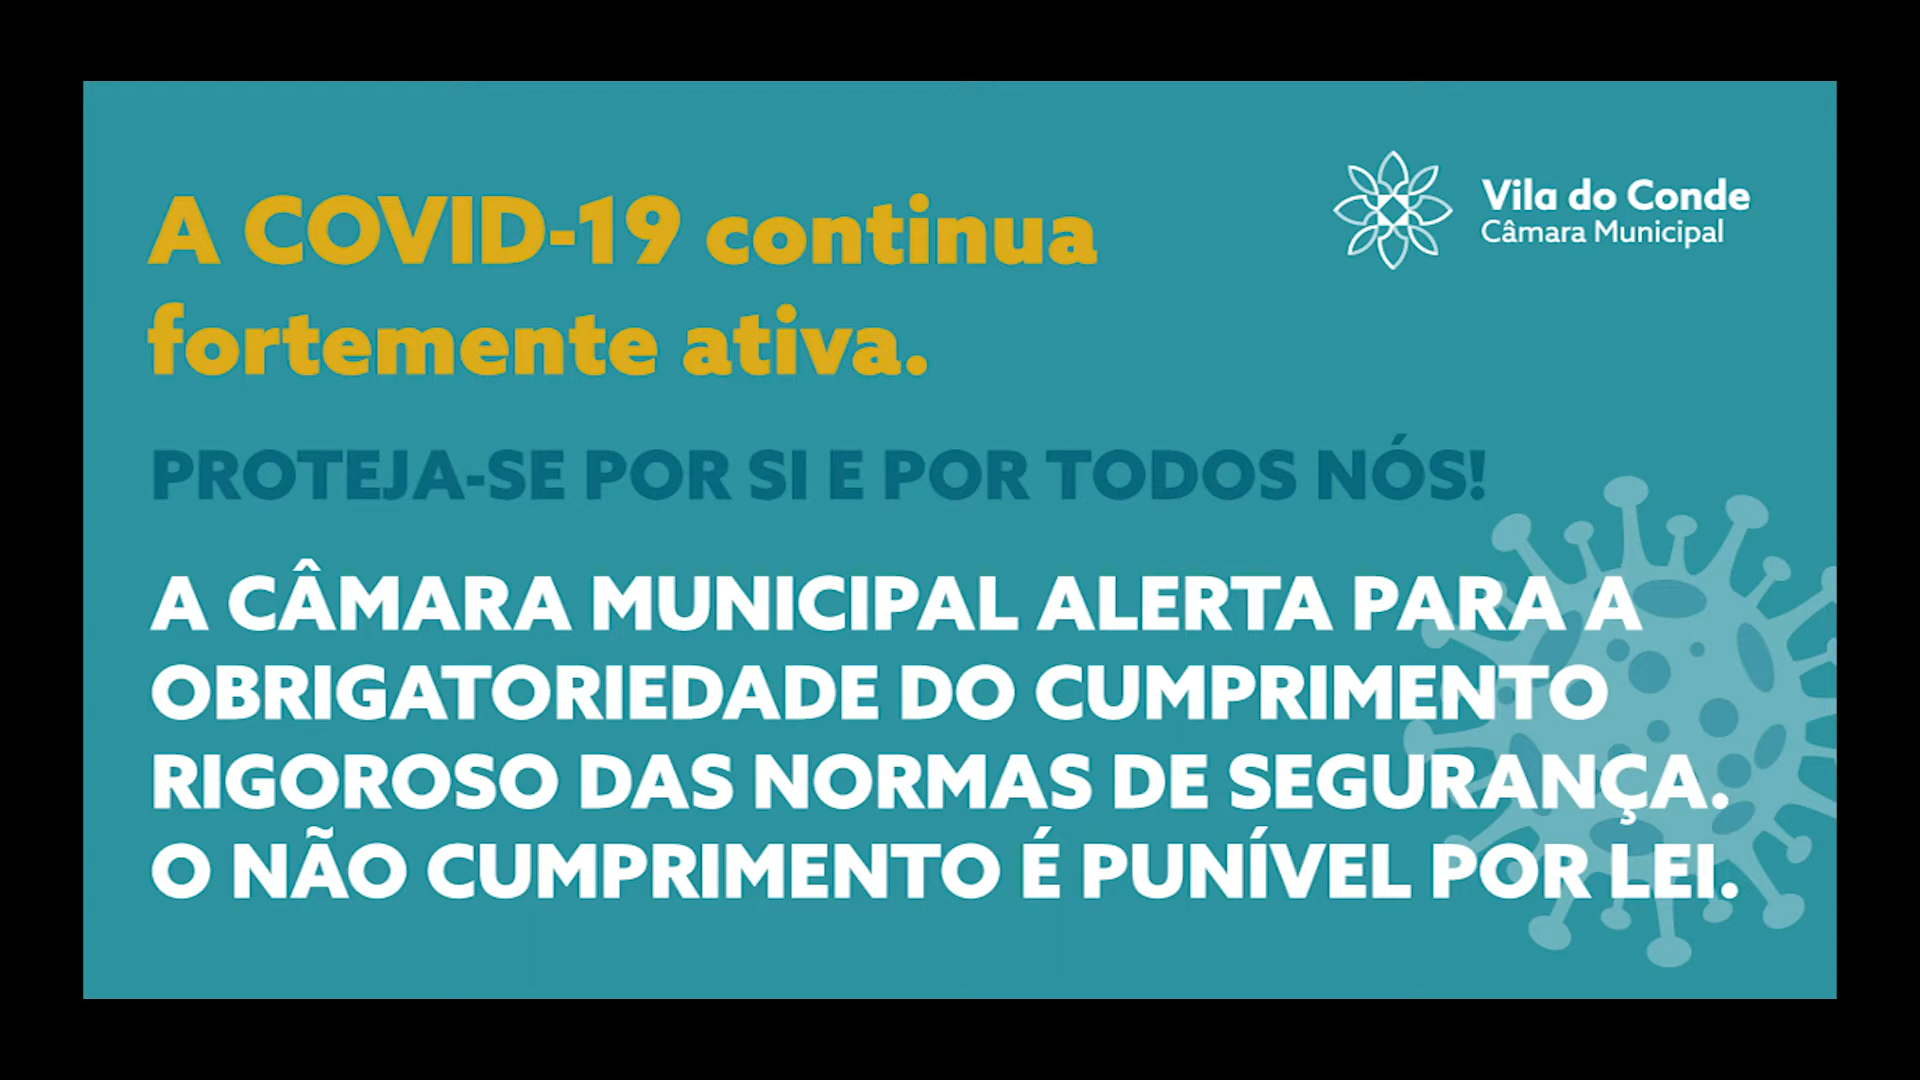 A COVID-19 continua
fortemente ativa.
Vila do Conde
Câmara Municipal
PROTEJA-SE POR SI E POR TODOS NÓS!
A CÂMARA MUNICIPAL ALERTA PARA A
OBRIGATORIEDADE DO CUMPRIMENTO
RIGOROSO DAS NORMAS DE SEGURANÇA.
O NÃO CUMPRIMENTO É PUNÍVEL POR LEI.